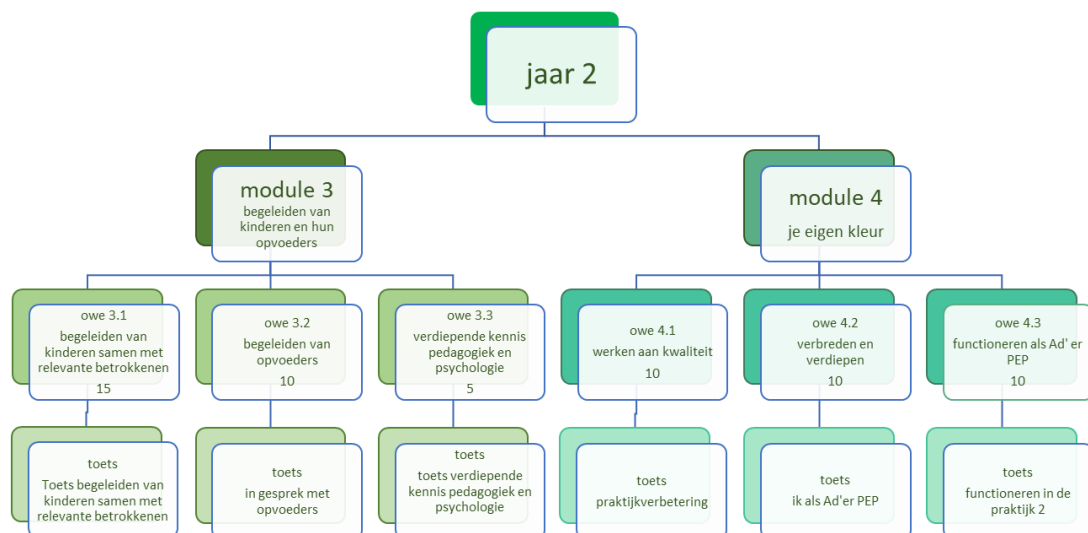 jaar 2
module 3
begeleiden van
kinderen en hun
opvoeders
module 4
je eigen kleur
owe 3.1
begeleiden van
kinderen samen met
relevante betrokkenen
15
owe 3.2
begeleiden van
opvoeders
10
owe 3.3
verdiepende kennis
pedagogiek en
psychologie
5
owe 4.1
werken aan kwaliteit
10
owe 4.2
verbreden en
verdiepen
10
owe 4.3
functioneren als Ad' er
PEP
10
toets
Toets begeleiden van
kinderen samen met
relevante betrokkenen
toets
in gesprek met
opvoeders
toets
toets verdiepende
kennis pedagogiek en
psychologie
toets
praktijkverbetering
toets
ik als Ad'er PEP
toets
functioneren in de
praktijk 2